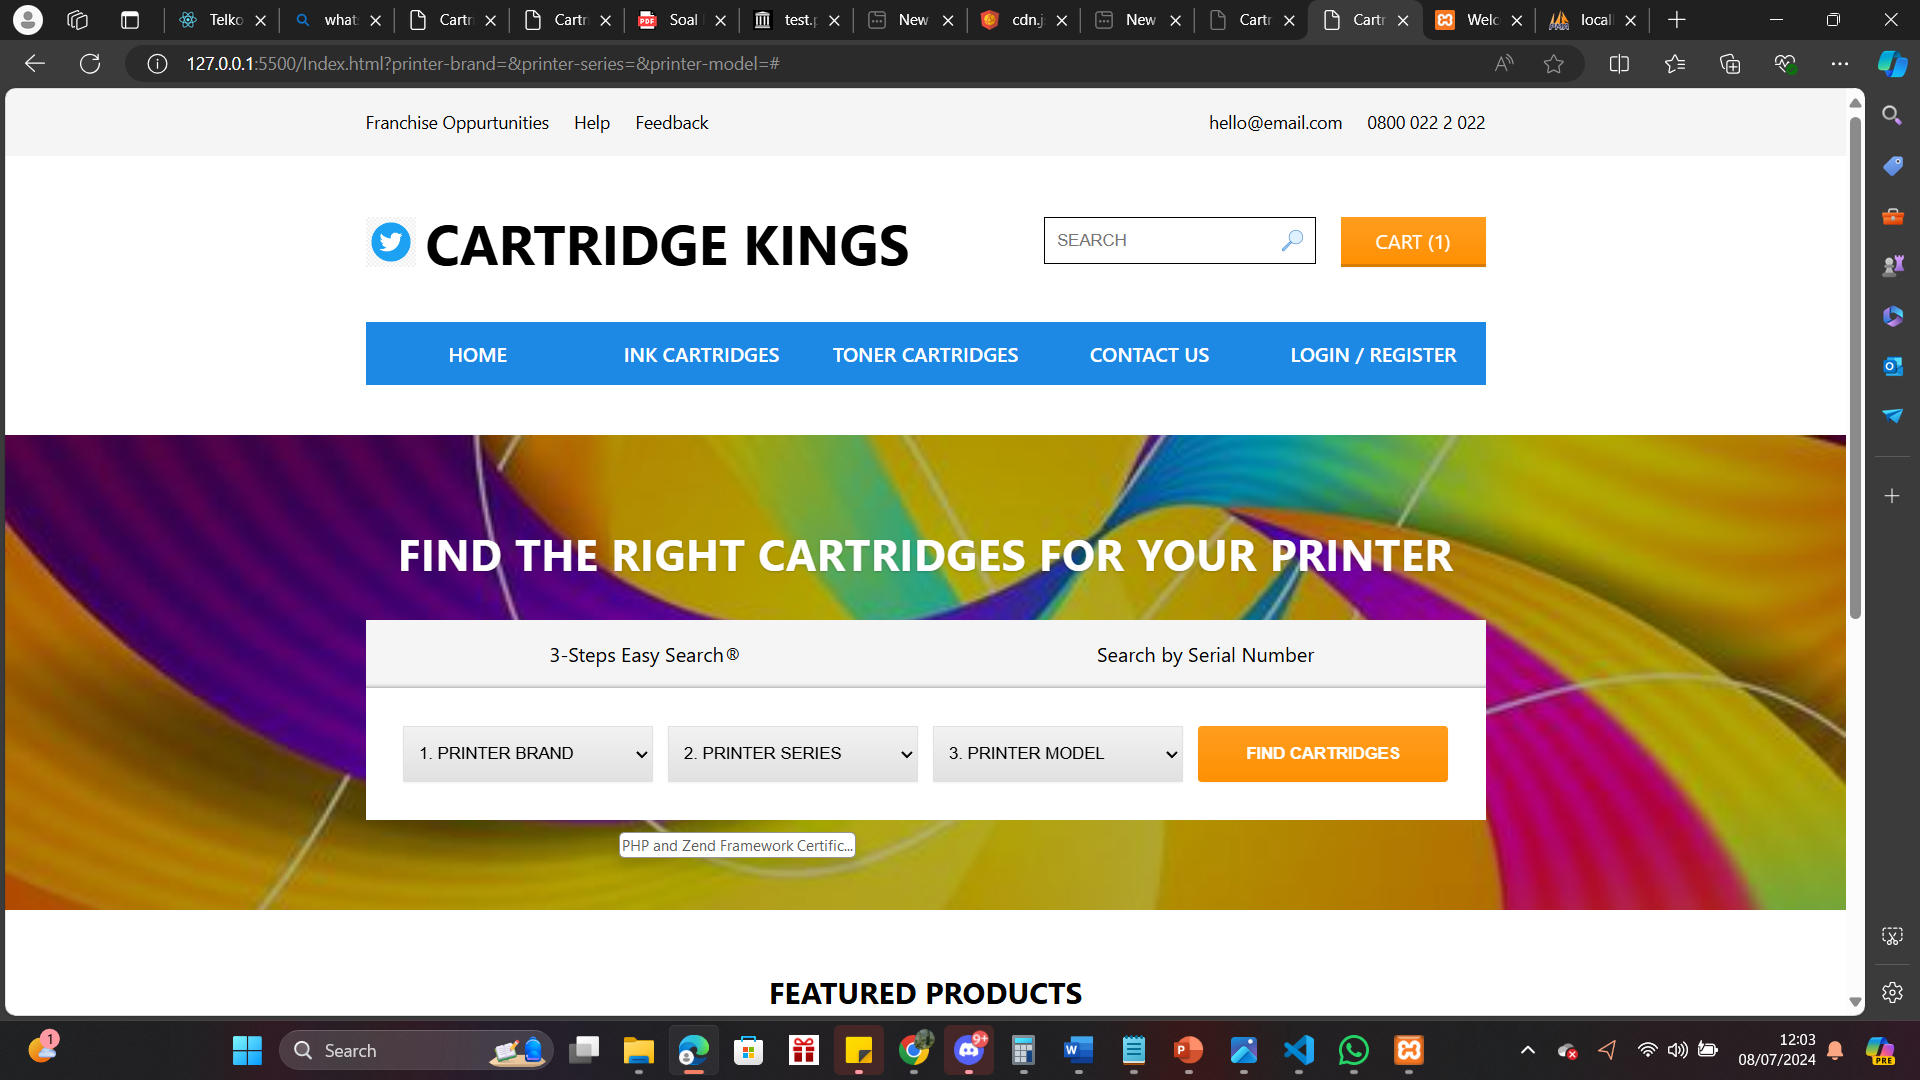 Telko
what
Cartr
Cartr
Soal
test.p
New
cdn.j
New
Cartr
Cartr
Welc
locall
127.0.0.1:5500/Index.html?printer-brand=&printer-series=&printer-model=#
Franchise Oppurtunities Help Feedback
hello@email.com 0800 022 2 022
CARTRIDGE KINGS
SEARCH
CART (1)
HOME INK CARTRIDGES TONER CARTRIDGES CONTACT US LOGIN / REGISTER
FIND THE RIGHT CARTRIDGES FOR YOUR PRINTER
3-Steps Easy Search®
Search by Serial Number
1. PRINTER BRAND
2. PRINTER SERIES
3. PRINTER MODEL
FIND CARTRIDGES
PHP and Zend Framework Certific...
FEATURED PRODUCTS
1
Search
9+
12:03
08/07/2024
PRE